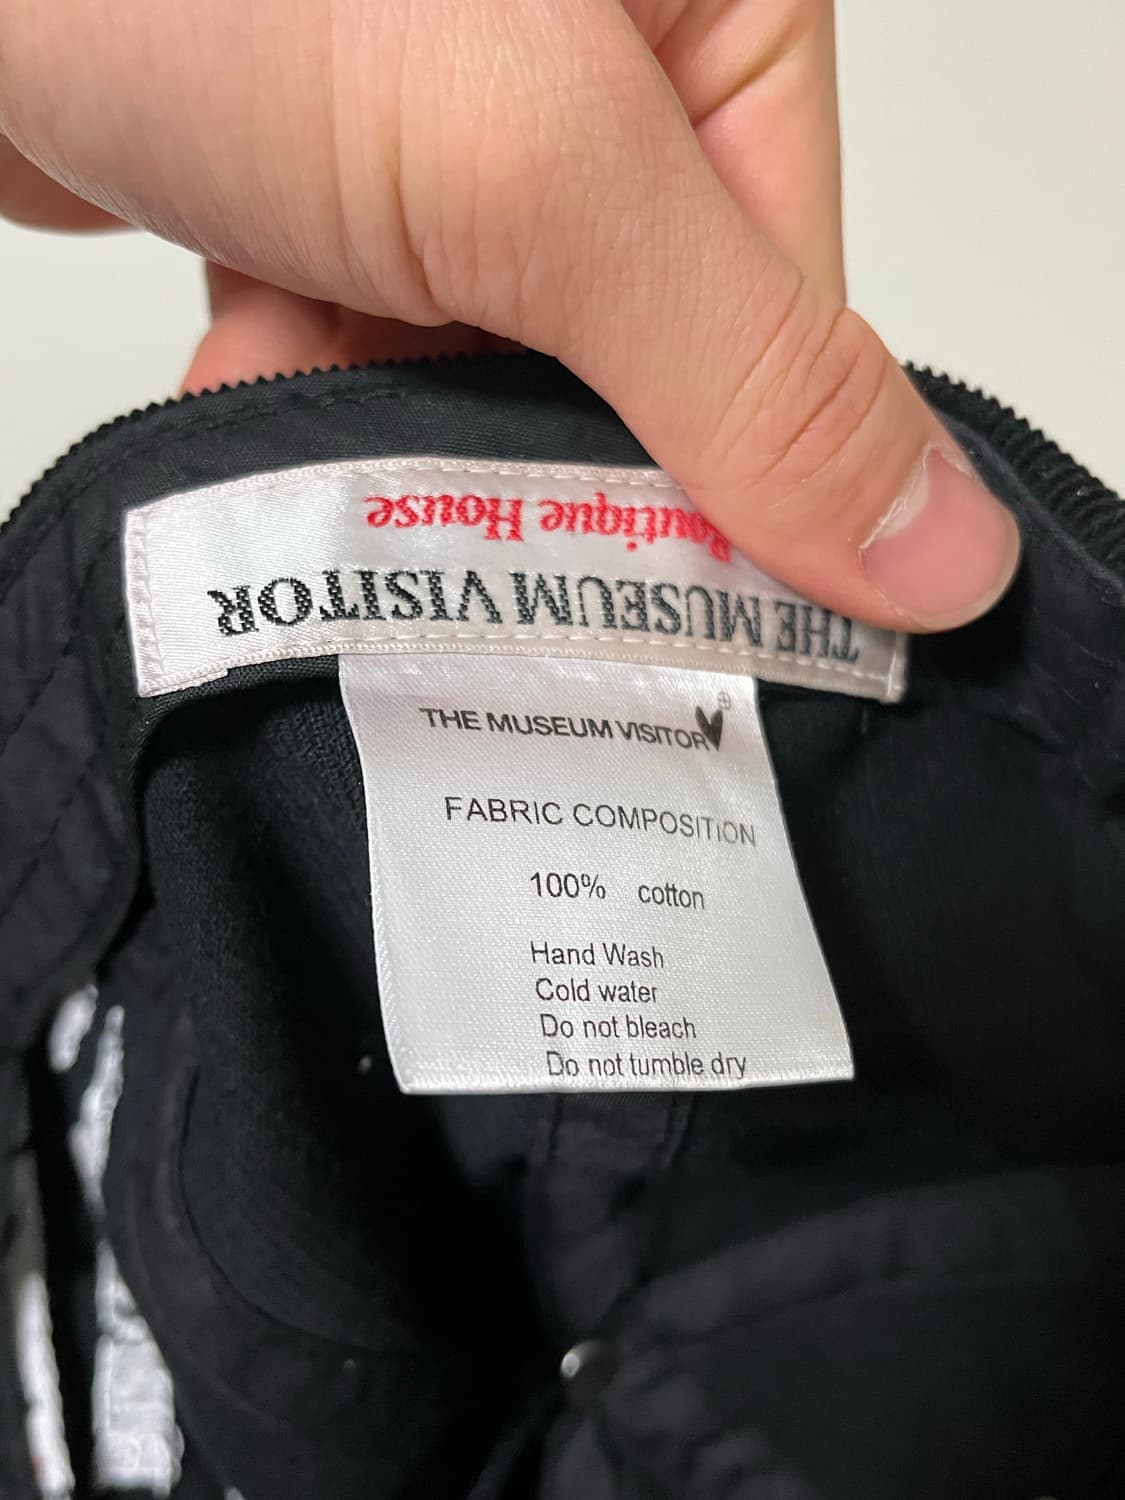 THE MUSEUM VISITOR
Boutique House
THE MUSEUM VISITOR
FABRIC COMPOSITION
100% cotton
Hand Wash
Cold water
Do not bleach
Do not tumble dry